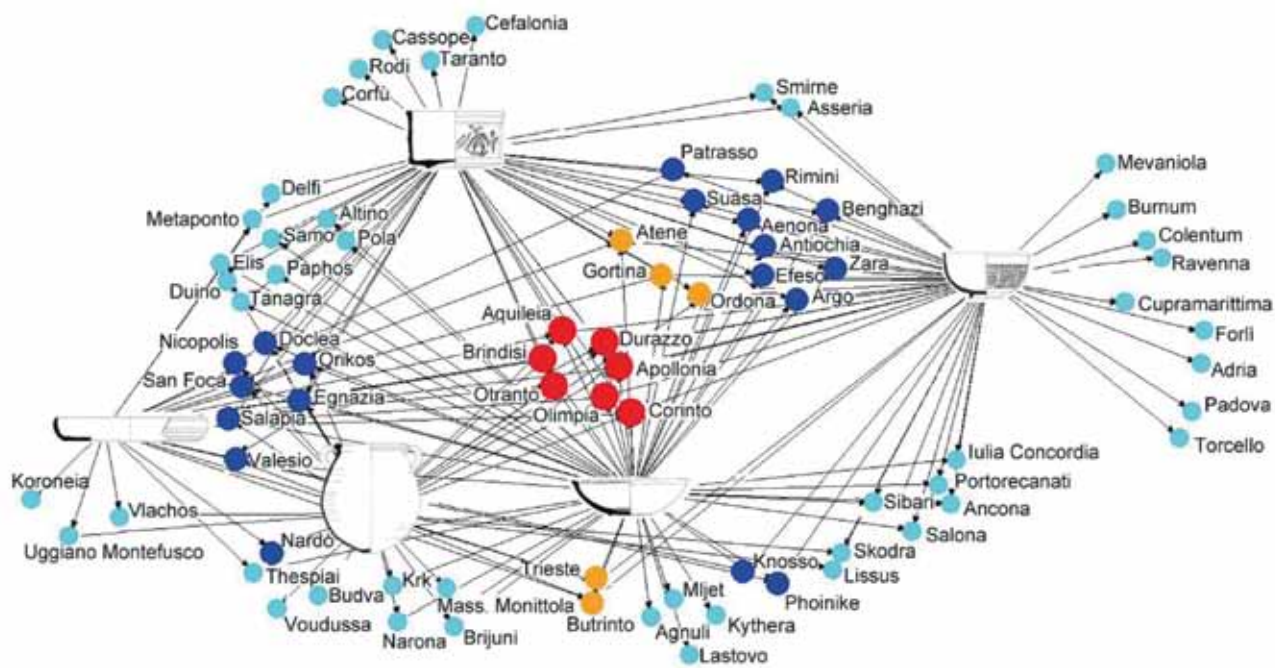 Cefalonia
Cassope
Taranto
Rodi
Corfù
Smirne
Asseria
Patrasso
Rimini
Mevaniola
Suasa
Benghazi
Burnum
Delfi
Metaponto
Altino
Aenona
Samo
Pola
Atene
Antiochia
Colentum
Ravenna
Elis
Paphos
Gortina
Efeso
Zara
Duino
Tanagra
Ordona
Argo
Cupramarittima
Aquileia
Durazzo
Forlì
Nicopolis
Doclea
Orikos
Brindisi
Apollonia
Adria
San Foca
Egnazia
Otranto
Olimpia
Corinto
Padova
Salapia
Torcello
Valesio
Iulia Concordia
Koroneia
Portorecanati
Vlachos
Sibari
Ancona
Uggiano Montefusco
Salona
Nardò
Skodra
Thespiai
Krk
Trieste
Knosso
Lissus
Budva
Mass. Monittola
Mljet
Phoinike
Voudussa
Butrinto
Kythera
Narona
Brijuni
Agnuli
Lastovo